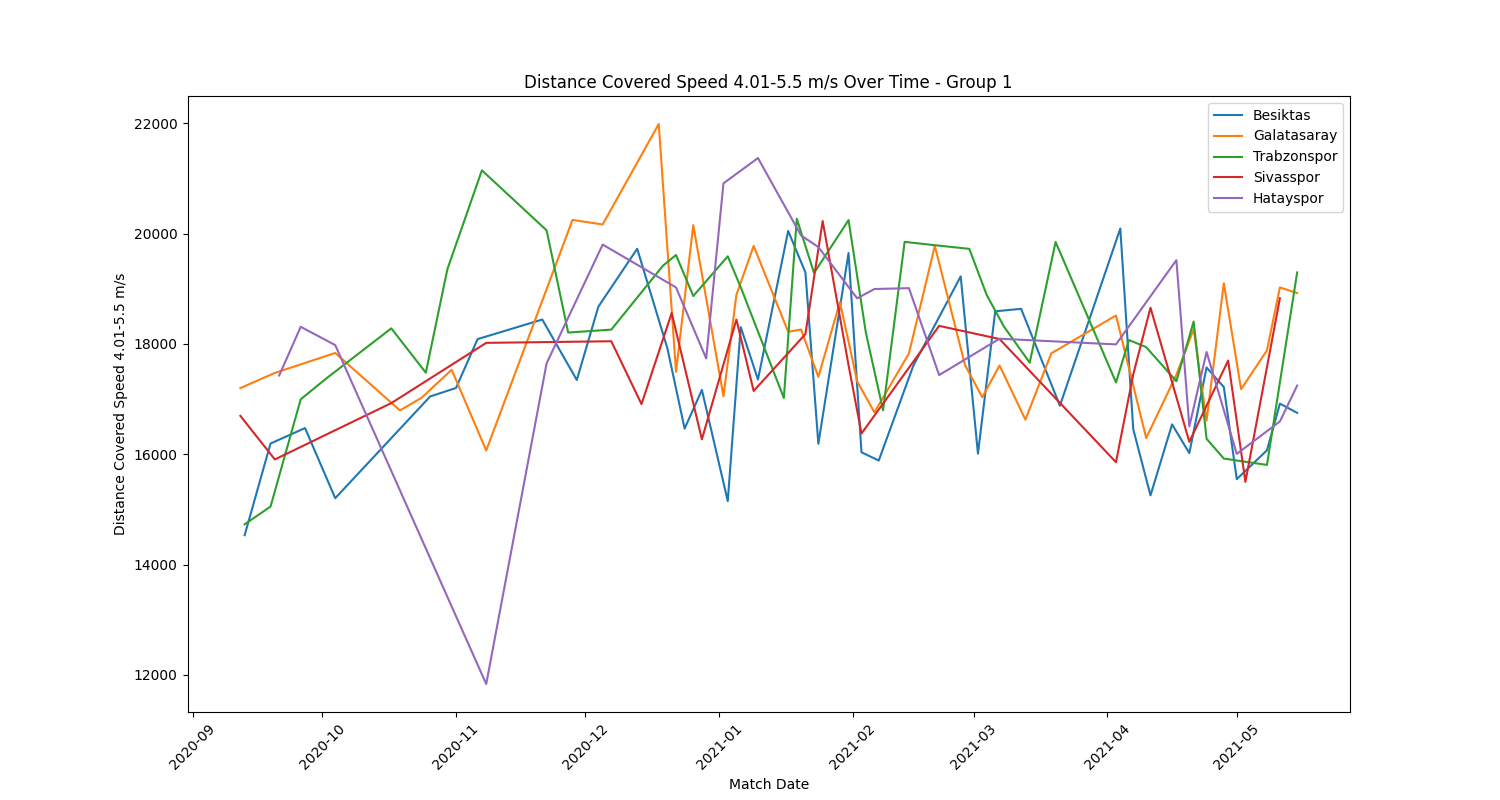 Distance Covered Speed 4.01-5.5 m/s Over Time - Group 1
Besiktas
Galatasaray
Trabzonspor
Sivasspor
Hatayspor
Distance Covered Speed 4.01-5.5 m/s
22000
20000
18000
16000
14000
12000
2020-09
2020-10
2020-11
2020-12
2021-01
2021-02
2021-03
2021-04
2021-05
Match Date